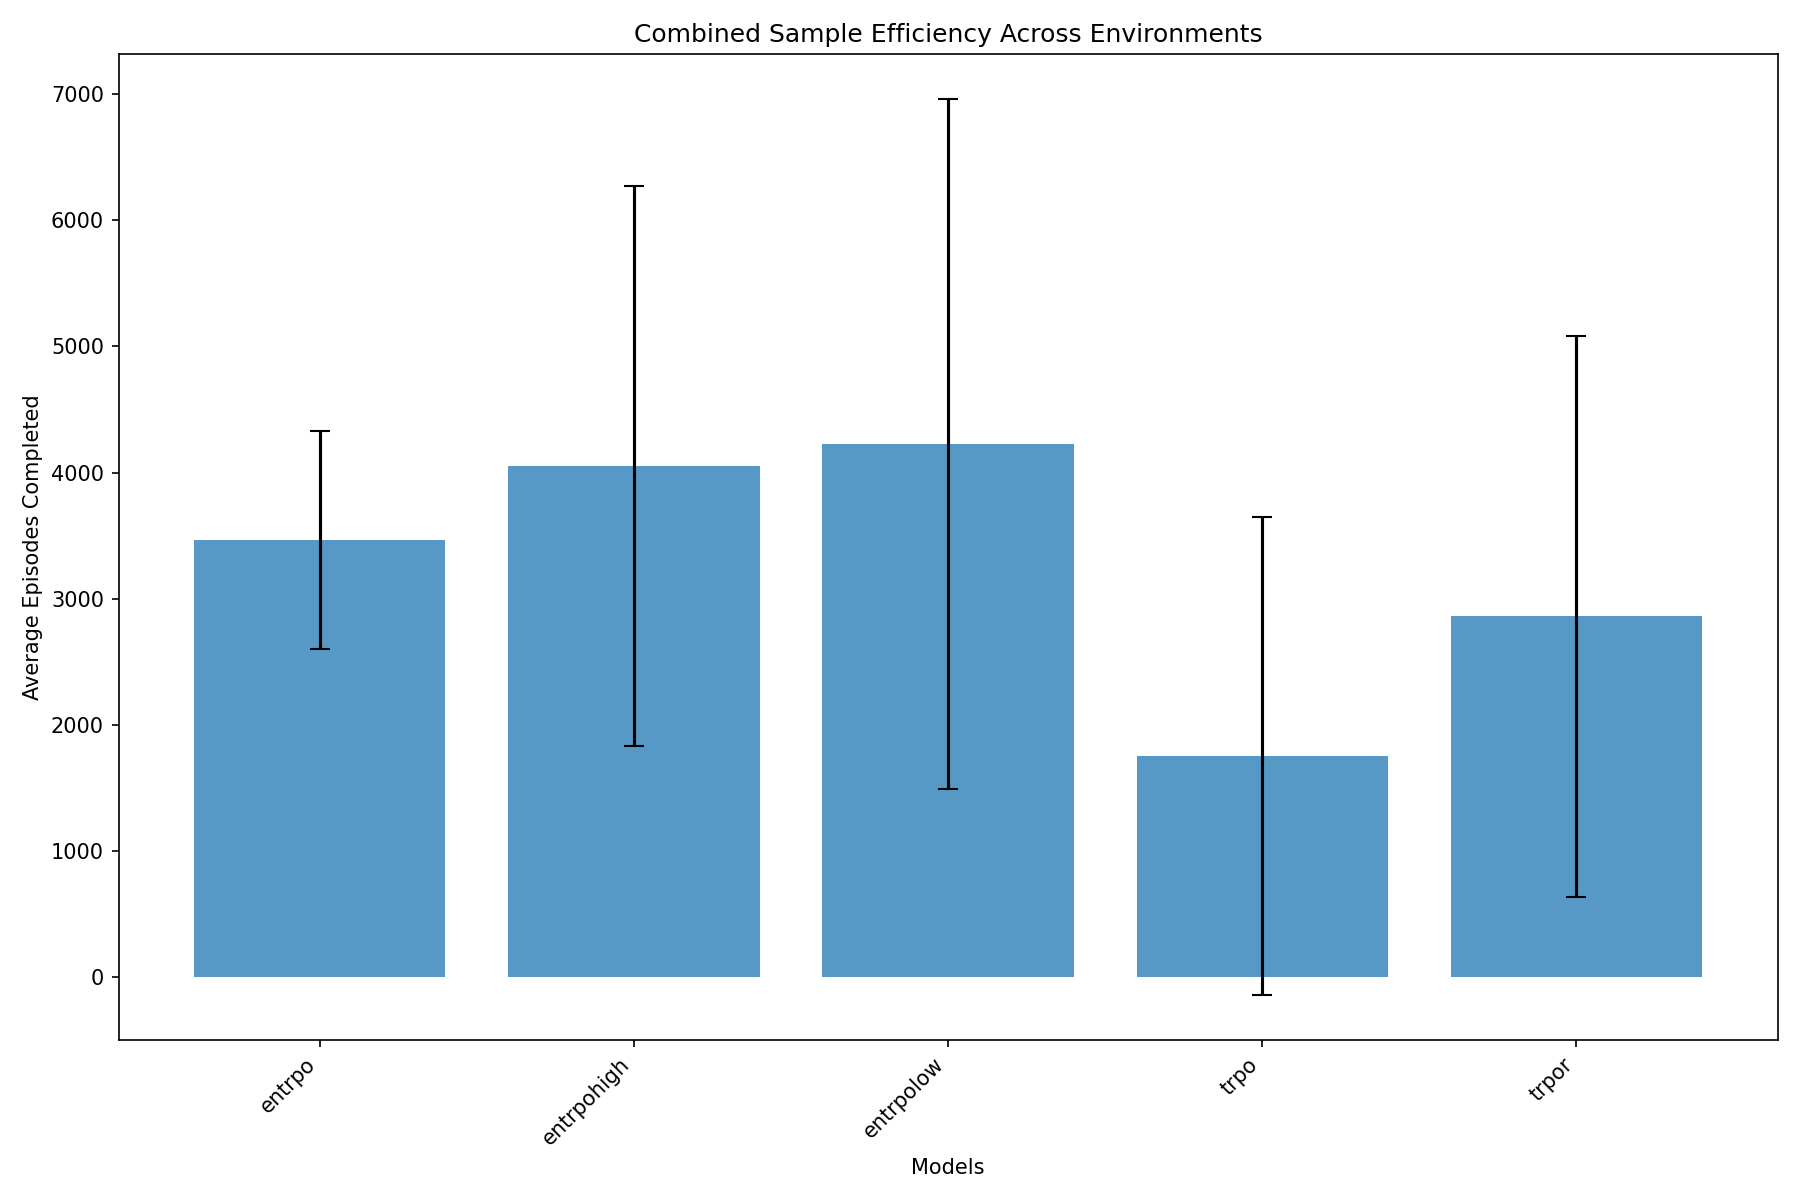 Combined Sample Efficiency Across Environments
7000
6000
5000
4000
3000
2000
1000
0
Average Episodes Completed
entrpo
entrpohigh
entrpolow
trpo
trpor
Models